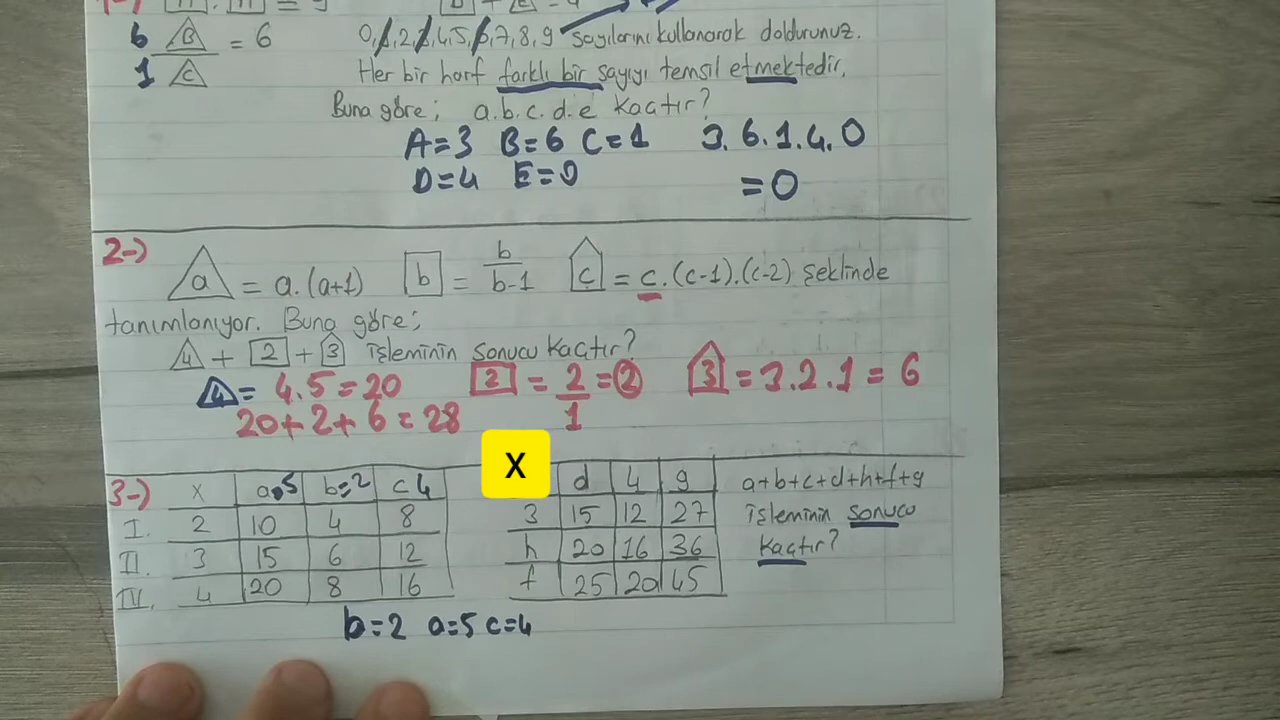 6 B = 6
1 C
0,1,2,3,4,5,6,7,8,9 sayılarını kullanarak doldurunuz.
Her bir harf farklı bir sayıyı temsil etmektedir.
Buna göre; a.b.c.d.e Kaçtır?
A=3 B=6 C=1 3.6.1.4.0
D=4 E=0 =0
2-) a = a.(a+1) b = b/b-1 c = c.(c-1).(c-2) şeklinde
tanımlanıyor. Buna göre;
4 + 2 + 3 işleminin sonucu kaçtır?
4 = 4.5=20 2 = 2/1 = 2 3 = 3.2.1 = 6
20+2+6=28
3-) x a=5 b=2 c 4
I. 2 10 4 8
II. 3 15 6 12
IV. 4 20 8 16
X d 4 g
3 15 12 27
h 20 16 36
f 25 20 45
a+b+c+d+h+f+g
işleminin sonucu
Kaçtır?
b=2 a=5 c=4